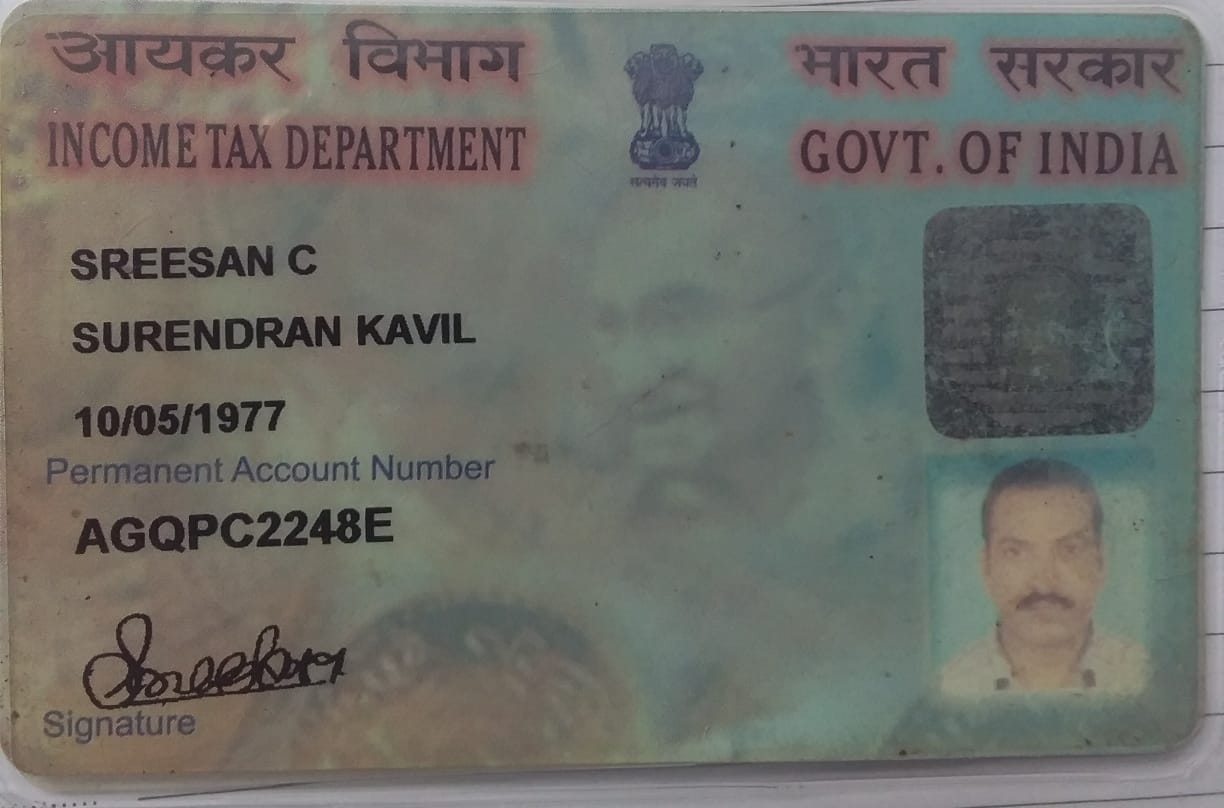 आयकर विभाग
भारत सरकार
INCOME TAX DEPARTMENT
GOVT. OF INDIA
सत्यमेव जयते
SREESAN C
SURENDRAN KAVIL
10/05/1977
Permanent Account Number
AGQPC2248E
Signature